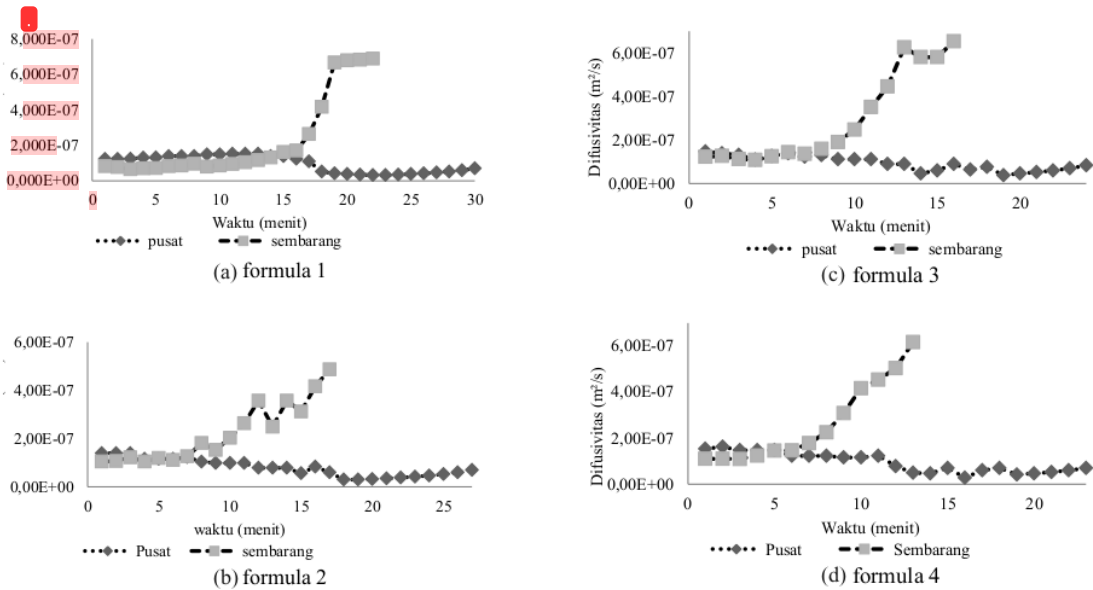 8,000E-07
6,000E-07
4,000E-07
2,000E-07
0,000E+00
0 5 10 15 20 25 30
Waktu (menit)
pusat sembarang
(a) formula 1
Difusivitas (m²/s)
6,00E-07
4,00E-07
2,00E-07
0,00E+00
0 5 10 15 20
Waktu (menit)
pusat sembarang
(c) formula 3
6,00E-07
4,00E-07
2,00E-07
0,00E+00
0 5 10 15 20 25
waktu (menit)
Pusat sembarang
(b) formula 2
Difusivitas (m²/s)
6,00E-07
4,00E-07
2,00E-07
0,00E+00
0 5 10 15 20
Waktu (menit)
Pusat Sembarang
(d) formula 4